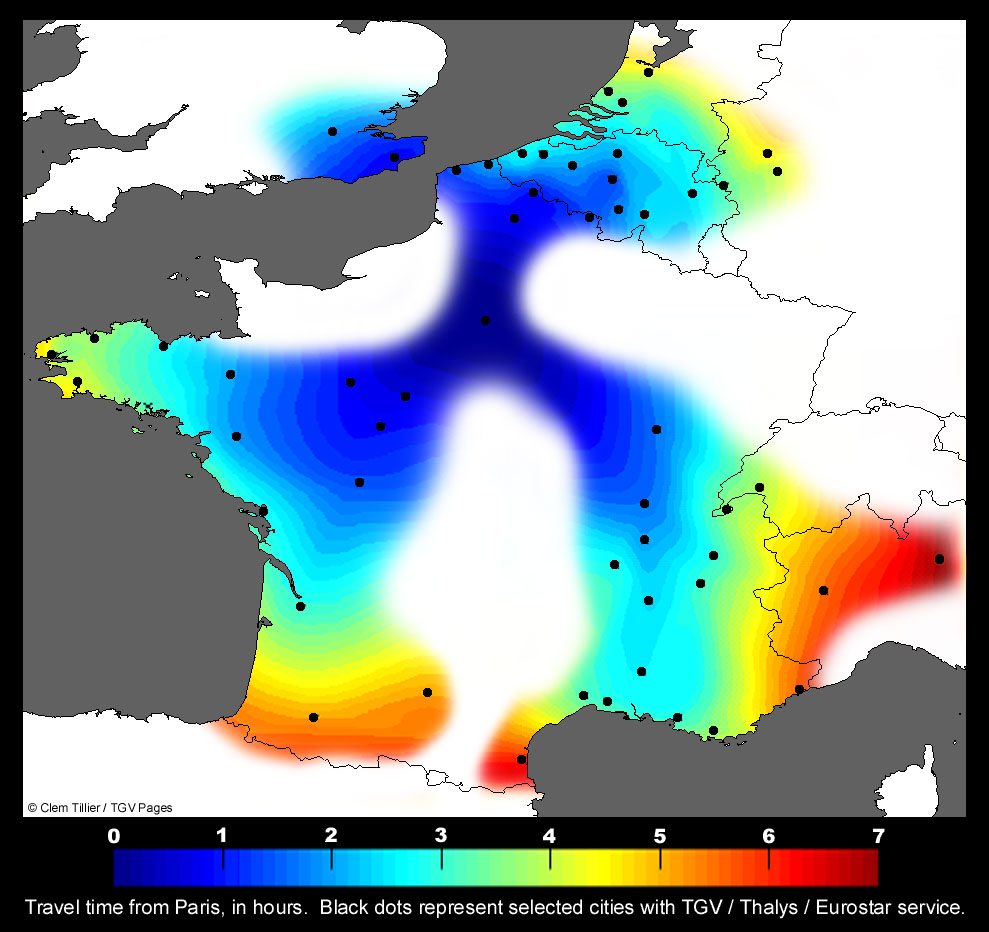 © Clem Tillier / TGV Pages
0 1 2 3 4 5 6 7
Travel time from Paris, in hours.  Black dots represent selected cities with TGV / Thalys / Eurostar service.